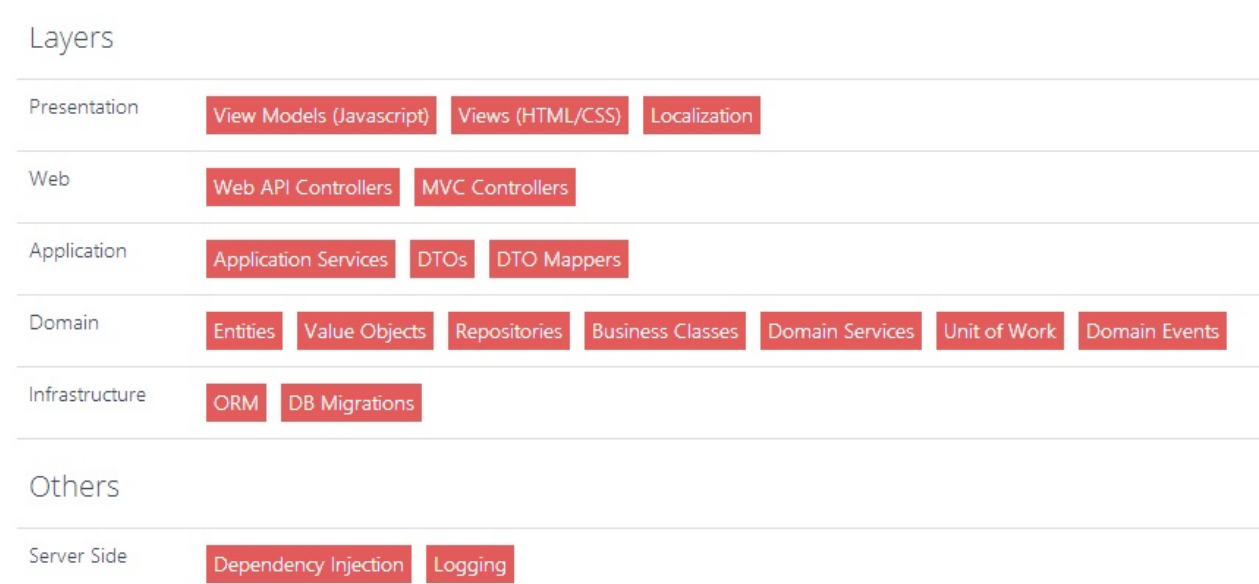 Layers
Presentation View Models (Javascript) Views (HTML/CSS) Localization
Web Web API Controllers MVC Controllers
Application Application Services DTOs DTO Mappers
Domain Entities Value Objects Repositories Business Classes Domain Services Unit of Work Domain Events
Infrastructure ORM DB Migrations
Others
Server Side Dependency Injection Logging